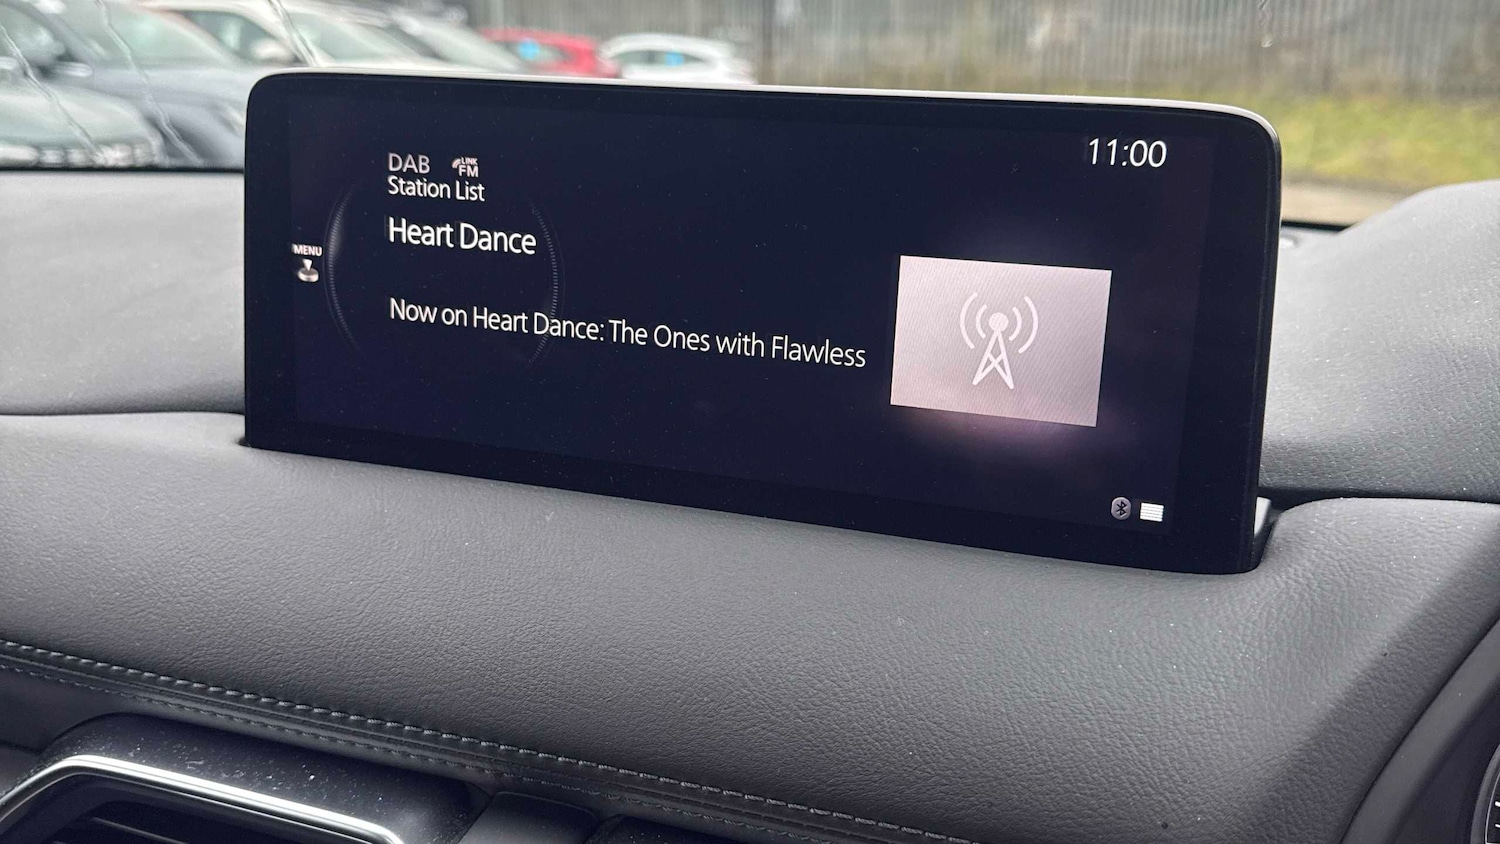 DAB LINK FM
Station List
11:00
Heart Dance
MENU
Now on Heart Dance: The Ones with Flawless